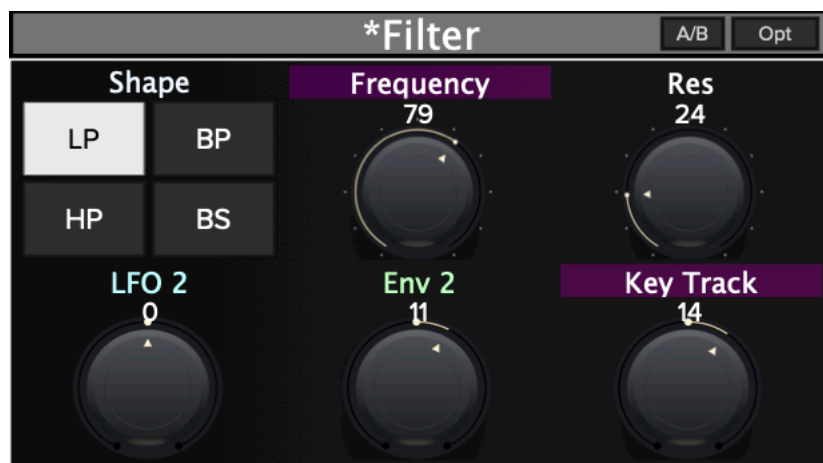 *Filter A/B Opt
Shape Frequency Res
79 24
LP BP
HP BS
LFO 2 Env 2 Key Track
0 11 14